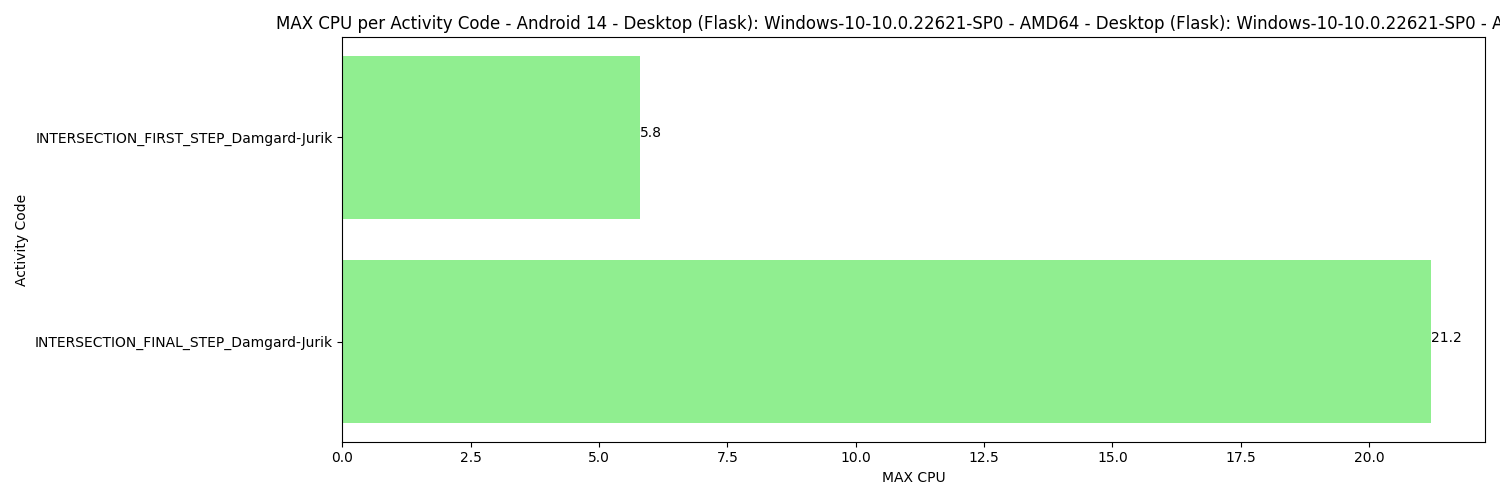 MAX CPU per Activity Code - Android 14 - Desktop (Flask): Windows-10-10.0.22621-SP0 - AMD64 - Desktop (Flask): Windows-10-10.0.22621-SP0 - A
INTERSECTION_FIRST_STEP_Damgard-Jurik
5.8
Activity Code
INTERSECTION_FINAL_STEP_Damgard-Jurik
21.2
0.0 2.5 5.0 7.5 10.0 12.5 15.0 17.5 20.0
MAX CPU